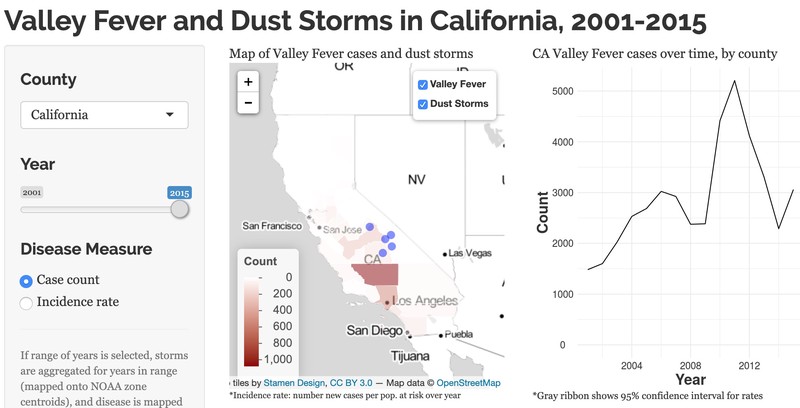 Valley Fever and Dust Storms in California, 2001-2015
County
California
Year
2001
2015
Disease Measure
Case count
Incidence rate
If range of years is selected, storms
are aggregated for years in range
(mapped onto NOAA zone
centroids), and disease is mapped
Map of Valley Fever cases and dust storms
+
−
OR
Valley Fever
Dust Storms
NV
San Francisco
San Jose
CA
Las Vegas
Los Angeles
San Diego
Puebla
Tijuana
Count
0
200
400
600
800
1,000
tiles by Stamen Design, CC BY 3.0 — Map data © OpenStreetMap
*Incidence rate: number new cases per pop. at risk over year
CA Valley Fever cases over time, by county
Count
5000
4000
3000
2000
1000
0
2004
2008
2012
Year
*Gray ribbon shows 95% confidence interval for rates